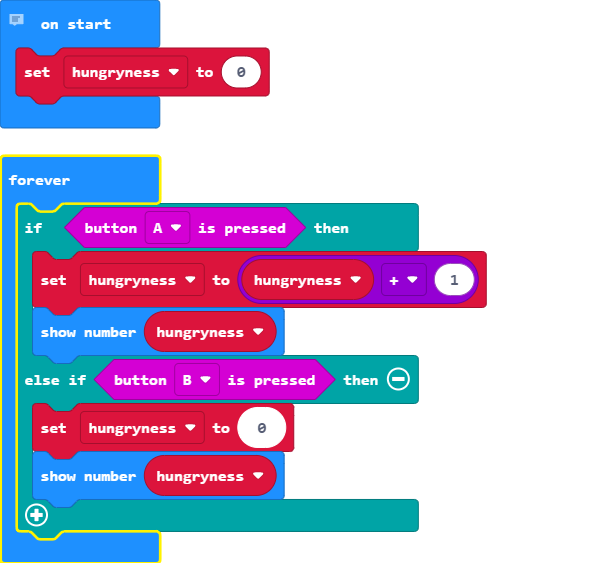 on start
set hungryness to 0
forever
if button A is pressed then
set hungryness to hungryness + 1
show number hungryness
else if button B is pressed then
set hungryness to 0
show number hungryness